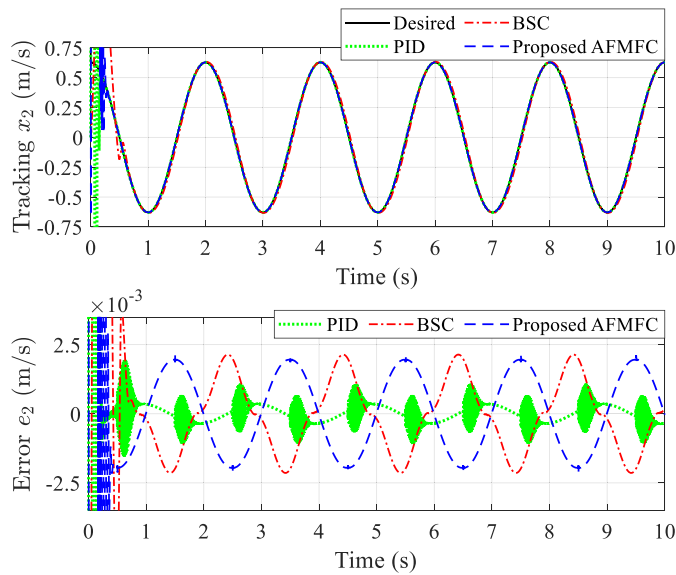 Desired BSC
PID Proposed AFMFC
Tracking x₂ (m/s)
0.75
0.5
0.25
0
-0.25
-0.5
-0.75
0 1 2 3 4 5 6 7 8 9 10
Time (s)
×10⁻³
PID BSC Proposed AFMFC
Error e₂ (m/s)
2.5
0
-2.5
0 1 2 3 4 5 6 7 8 9 10
Time (s)